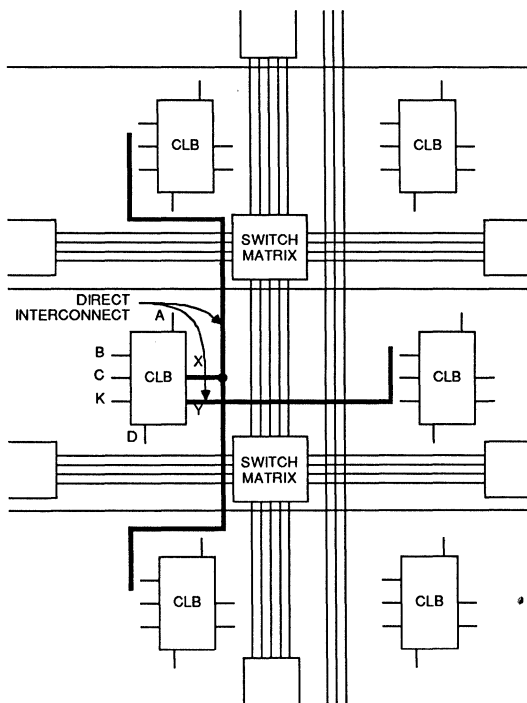 CLB
CLB
SWITCH
MATRIX
DIRECT
INTERCONNECT
A
B
X
C
CLB
CLB
K
Y
D
SWITCH
MATRIX
CLB
CLB